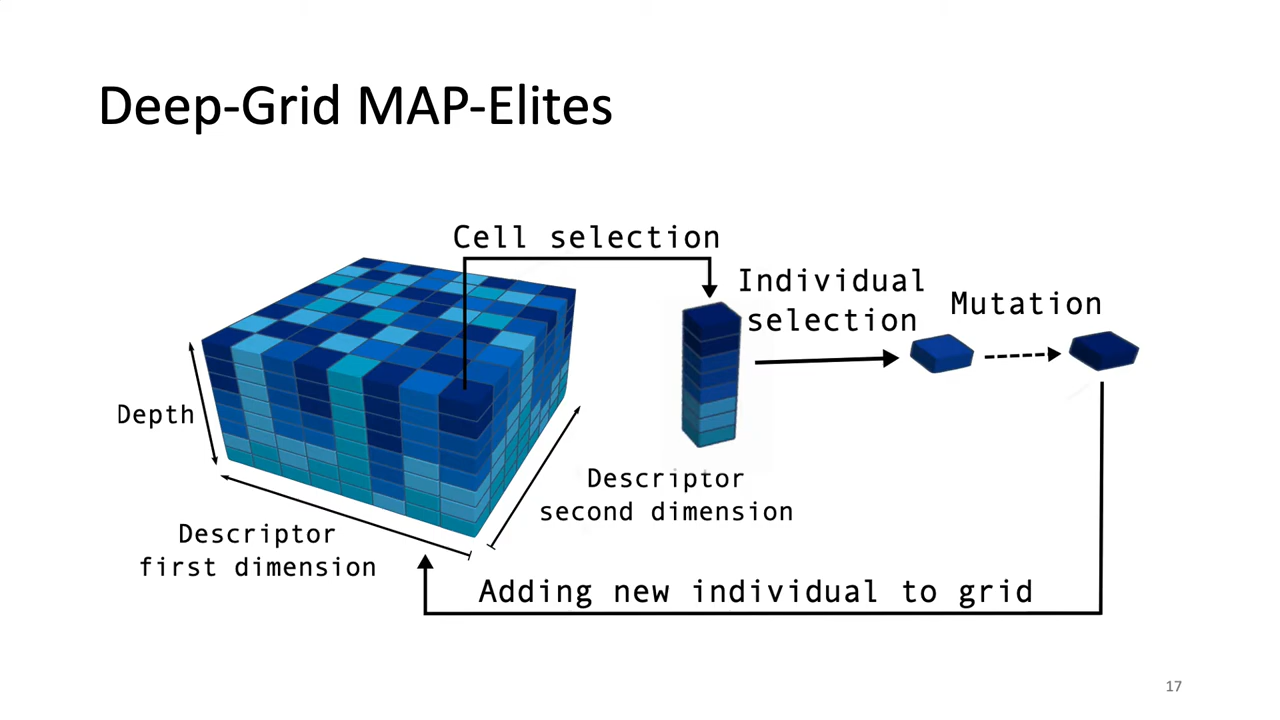 Deep-Grid MAP-Elites
Cell selection
Individual
selection
Mutation
Depth
Descriptor
second dimension
Descriptor
first dimension
Adding new individual to grid
17